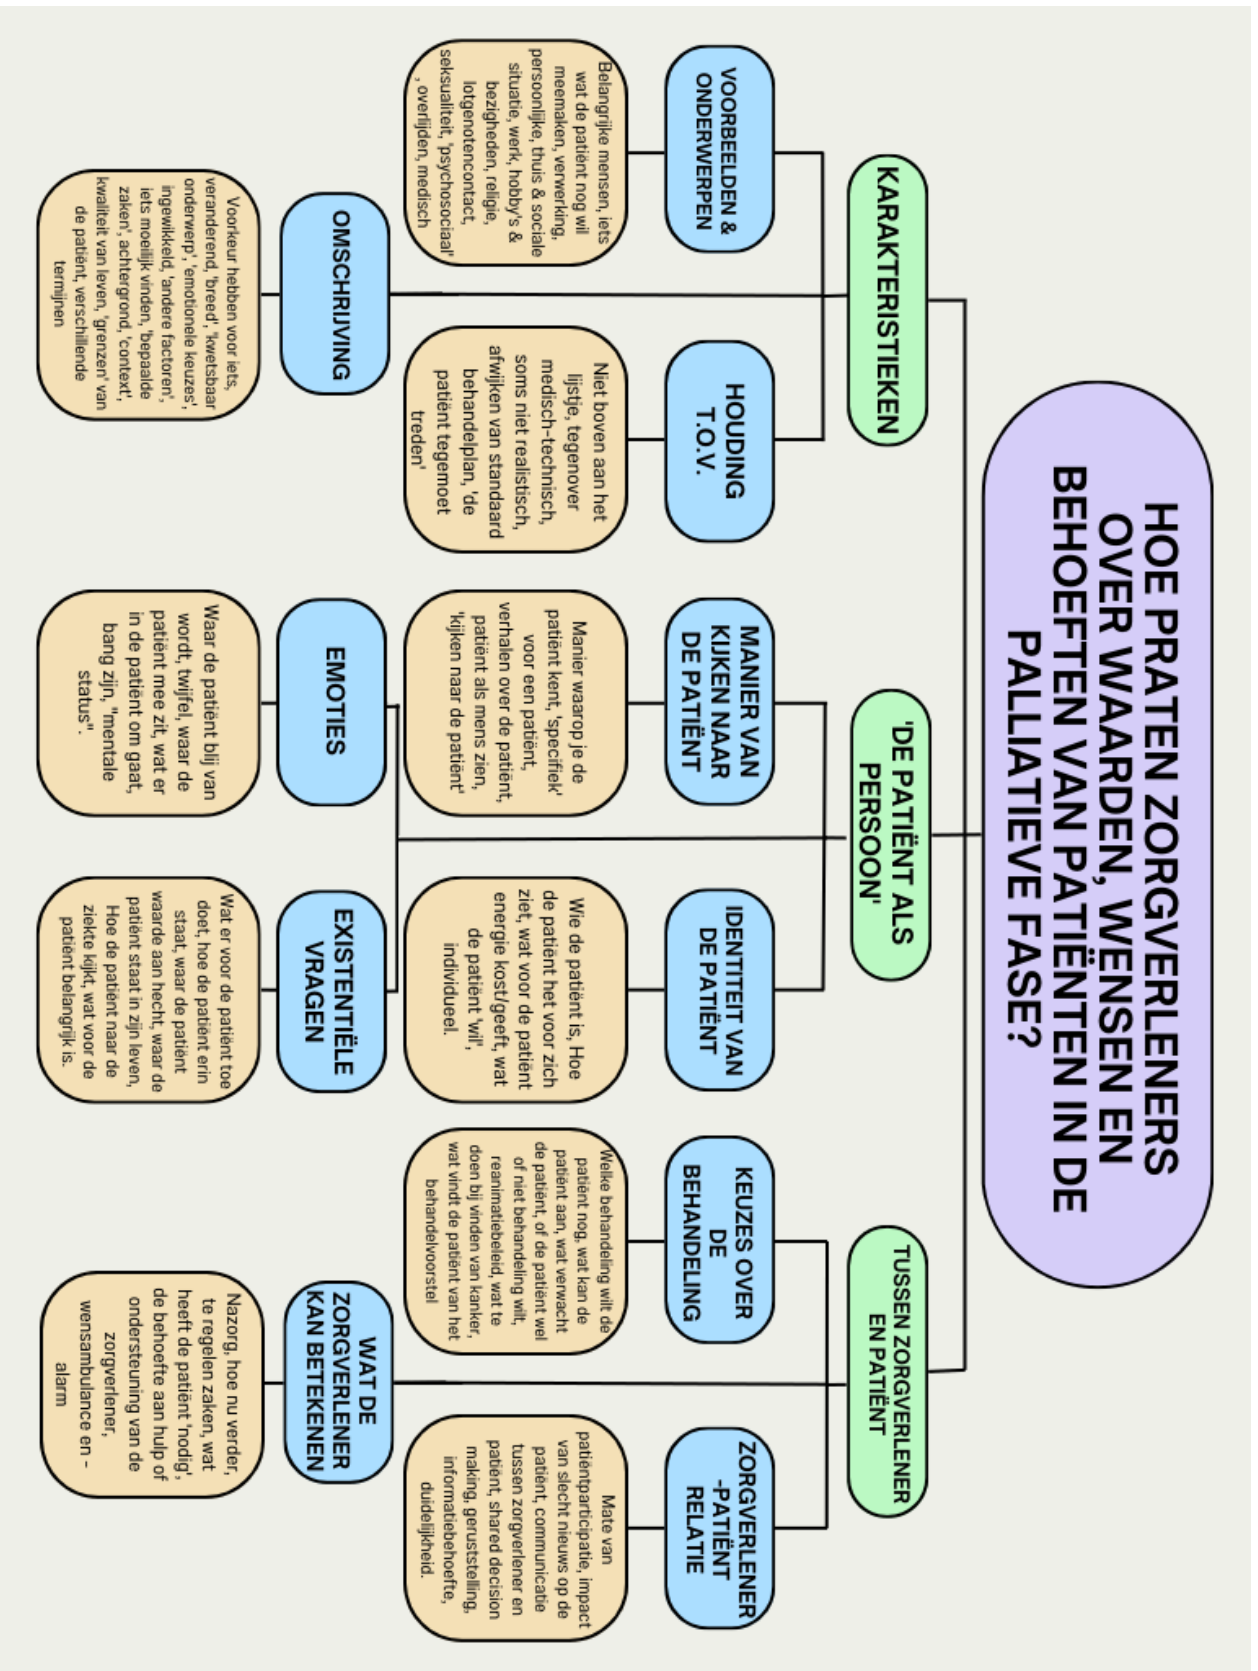 HOE PRATEN ZORGVERLENERS
OVER WAARDEN, WENSEN EN
BEHOEFTEN VAN PATIËNTEN IN DE
PALLIATIEVE FASE?
KARAKTERISTIEKEN
VOORBEELDEN &
ONDERWERPEN
Belangrijke mensen, iets
wat de patiënt nog wil
meemaken, verwerking,
persoonlijke, thuis & sociale
situatie, werk, hobby's &
bezigheden, religie,
lotgenotencontact,
seksualiteit, 'psychosociaal'
, overlijden, medisch
HOUDING
T.O.V.
Niet boven aan het
lijstje, tegenover
medisch-technisch,
soms niet realistisch,
afwijken van standaard
behandelplan, 'de
patiënt tegemoet
treden'
OMSCHRIJVING
Voorkeur hebben voor iets,
veranderend, 'breed', 'kwetsbaar
onderwerp', 'emotionele keuzes',
ingewikkeld, 'andere factoren',
iets moeilijk vinden, 'bepaalde
zaken', achtergrond, 'context',
kwaliteit van leven, 'grenzen' van
de patiënt, verschillende
termijnen
'DE PATIËNT ALS
PERSOON'
MANIER VAN
KIJKEN NAAR
DE PATIËNT
Manier waarop je de
patiënt kent, 'specifiek'
voor een patiënt,
verhalen over de patiënt,
patiënt als mens zien,
'kijken naar de patiënt'
IDENTITEIT VAN
DE PATIËNT
Wie de patiënt is, Hoe
de patiënt het voor zich
ziet, wat voor de patiënt
energie kost/geeft, wat
de patiënt 'wil',
individueel.
EMOTIES
Waar de patiënt blij van
wordt, twijfel, waar de
patiënt mee zit, wat er
in de patiënt om gaat,
bang zijn, "mentale
status".
EXISTENTIËLE
VRAGEN
Wat er voor de patiënt toe
doet, hoe de patiënt erin
staat, waar de patiënt
waarde aan hecht, waar de
patiënt staat in zijn leven,
Hoe de patiënt naar de
ziekte kijkt, wat voor de
patiënt belangrijk is.
TUSSEN ZORGVERLENER
EN PATIËNT
KEUZES OVER
DE
BEHANDELING
Welke behandeling wilt de
patiënt nog, wat kan de
patiënt aan, wat verwacht
de patiënt, of de patiënt wel
of niet behandeling wilt,
reanimatiebeleid, wat te
doen bij vinden van kanker,
wat vindt de patiënt van het
behandelvoorstel
ZORGVERLENER
-PATIËNT
RELATIE
Mate van
patiëntparticipatie, impact
van slecht nieuws op de
patiënt, communicatie
tussen zorgverlener en
patiënt, shared decision
making, geruststelling,
informatiebehoefte,
duidelijkheid.
WAT DE
ZORGVERLENER
KAN BETEKENEN
Nazorg, hoe nu verder,
te regelen zaken, wat
heeft de patiënt 'nodig',
de behoefte aan hulp of
ondersteuning van de
zorgverlener,
wensambulance en -
alarm